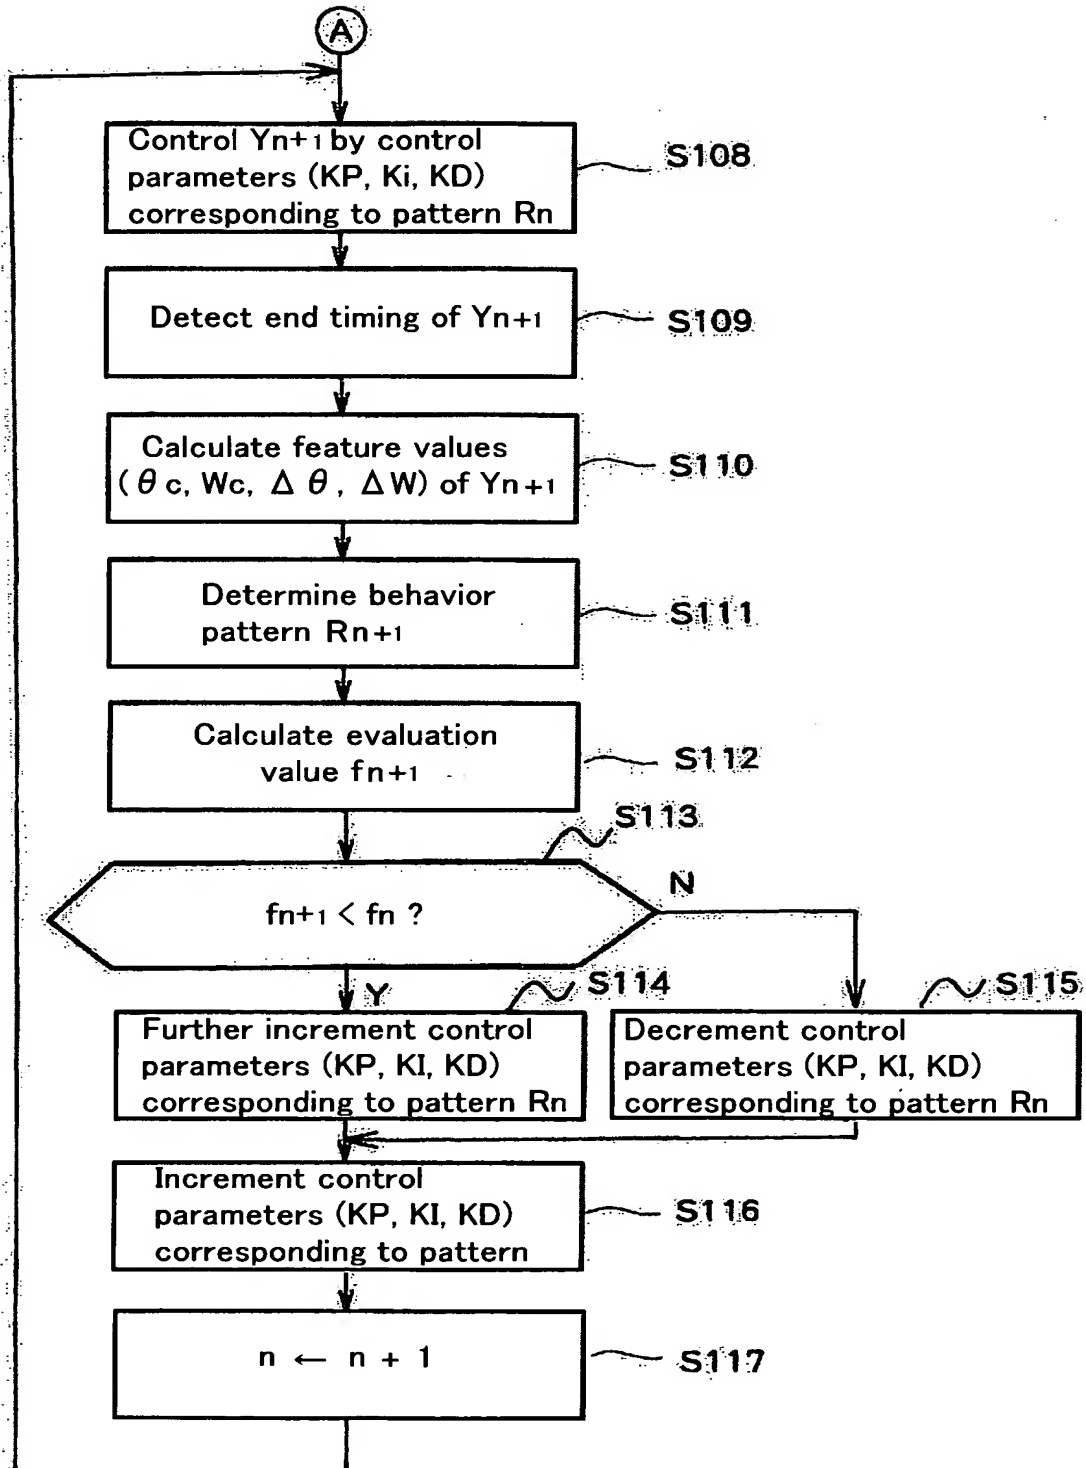 A
Control Yn+1 by control
parameters (KP, Ki, KD)
corresponding to pattern Rn
S108
Detect end timing of Yn+1
S109
Calculate feature values
(θc, Wc, Δθ, ΔW) of Yn+1
S110
Determine behavior
pattern Rn+1
S111
Calculate evaluation
value fn+1
S112
S113
fn+1 < fn ?
N
Y
S114
Further increment control
parameters (KP, KI, KD)
corresponding to pattern Rn
S115
Decrement control
parameters (KP, KI, KD)
corresponding to pattern Rn
Increment control
parameters (KP, KI, KD)
corresponding to pattern
S116
n ← n + 1
S117